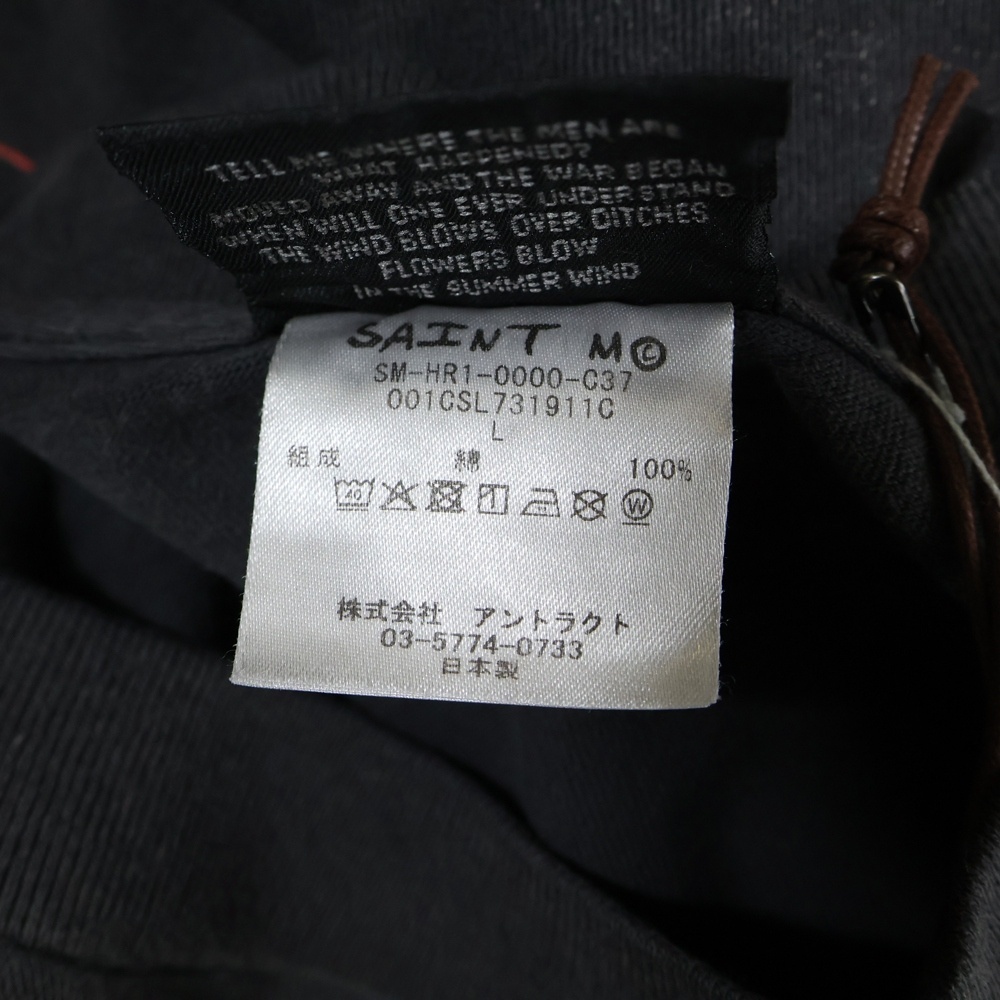 TELL ME WHERE THE MEN ARE
WHAT HAPPENED?
MOVED AWAY AND THE WAR BEGAN
WHEN WILL ONE EVER UNDERSTAND
THE WIND BLOWS OVER DITCHES
FLOWERS BLOW
IN THE SUMMER WIND
SAINT M©
SM-HR1-0000-C37
001CSL731911C
L
組成 綿 100%
40 W
株式会社 アントラクト
03-5774-0733
日本製